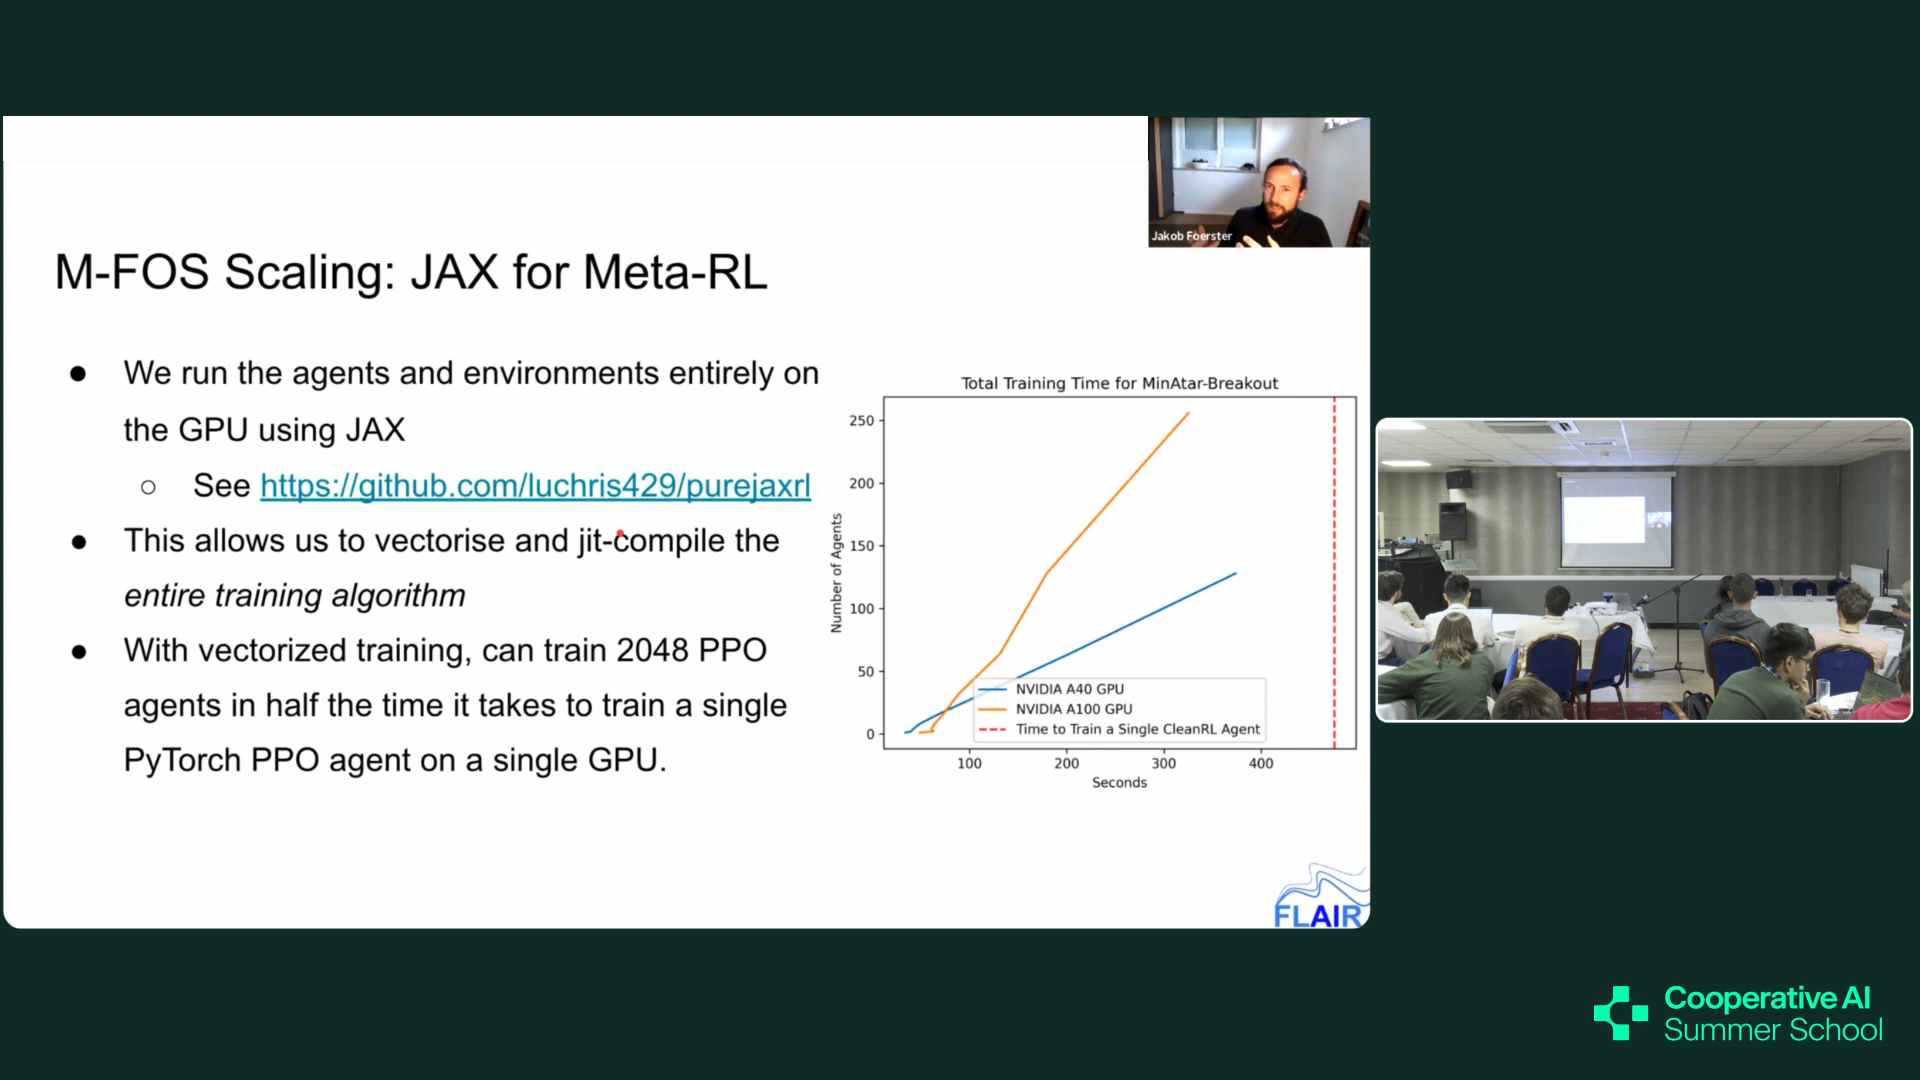 Jakob Foerster
M-FOS Scaling: JAX for Meta-RL
● We run the agents and environments entirely on
the GPU using JAX
○ See https://github.com/luchris429/purejaxrl
● This allows us to vectorise and jit-compile the
entire training algorithm
● With vectorized training, can train 2048 PPO
agents in half the time it takes to train a single
PyTorch PPO agent on a single GPU.
Total Training Time for MinAtar-Breakout
Number of Agents
250
200
150
100
50
0
NVIDIA A40 GPU
NVIDIA A100 GPU
Time to Train a Single CleanRL Agent
100 200 300 400
Seconds
FLAIR
Cooperative AI
Summer School